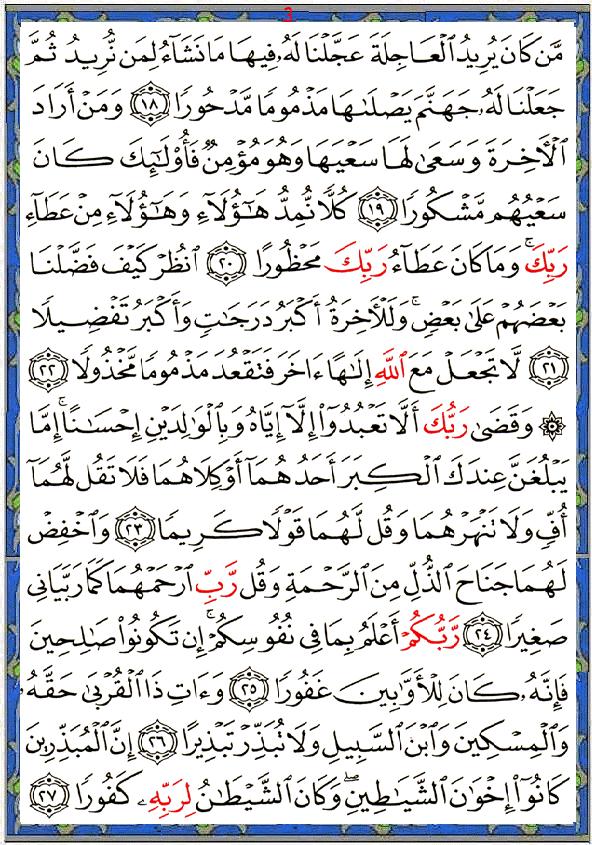 3
مَّن كَانَ يُرِيدُ ٱلْعَاجِلَةَ عَجَّلْنَا لَهُۥ فِيهَا مَا نَشَآءُ لِمَن نُّرِيدُ ثُمَّ
جَعَلْنَا لَهُۥ جَهَنَّمَ يَصْلَىٰهَا مَذْمُومًا مَّدْحُورًا ١٨ وَمَنْ أَرَادَ
ٱلْأَخِرَةَ وَسَعَىٰ لَهَا سَعْيَهَا وَهُوَ مُؤْمِنٌ فَأُو۟لَٰٓئِكَ كَانَ
سَعْيُهُم مَّشْكُورًا ١٩ كُلًّا نُّمِدُّ هَٰٓؤُلَآءِ وَهَٰٓؤُلَآءِ مِنْ عَطَآءِ
رَبِّكَ ۚ وَمَا كَانَ عَطَآءُ رَبِّكَ مَحْظُورًا ٢٠ ٱنظُرْ كَيْفَ فَضَّلْنَا
بَعْضَهُمْ عَلَىٰ بَعْضٍ ۚ وَلَلْأَخِرَةُ أَكْبَرُ دَرَجَٰتٍ وَأَكْبَرُ تَفْضِيلًا
٢١ لَّا تَجْعَلْ مَعَ ٱللَّهِ إِلَٰهًا ءَاخَرَ فَتَقْعُدَ مَذْمُومًا مَّخْذُولًا ٢٢
۞ وَقَضَىٰ رَبُّكَ أَلَّا تَعْبُدُوٓا۟ إِلَّآ إِيَّاهُ وَبِٱلْوَٰلِدَيْنِ إِحْسَٰنًا ۚ إِمَّا
يَبْلُغَنَّ عِندَكَ ٱلْكِبَرَ أَحَدُهُمَآ أَوْ كِلَاهُمَا فَلَا تَقُل لَّهُمَآ
أُفٍّ وَلَا تَنْهَرْهُمَا وَقُل لَّهُمَا قَوْلًا كَرِيمًا ٢٣ وَٱخْفِضْ
لَهُمَا جَنَاحَ ٱلذُّلِّ مِنَ ٱلرَّحْمَةِ وَقُل رَّبِّ ٱرْحَمْهُمَا كَمَا رَبَّيَانِى
صَغِيرًا ٢٤ رَّبُّكُمْ أَعْلَمُ بِمَا فِى نُفُوسِكُمْ ۚ إِن تَكُونُوا۟ صَٰلِحِينَ
فَإِنَّهُۥ كَانَ لِلْأَوَّٰبِينَ غَفُورًا ٢٥ وَءَاتِ ذَا ٱلْقُرْبَىٰ حَقَّهُۥ
وَٱلْمِسْكِينَ وَٱبْنَ ٱلسَّبِيلِ وَلَا تُبَذِّرْ تَبْذِيرًا ٢٦ إِنَّ ٱلْمُبَذِّرِينَ
كَانُوٓا۟ إِخْوَٰنَ ٱلشَّيَٰطِينِ ۖ وَكَانَ ٱلشَّيْطَٰنُ لِرَبِّهِۦ كَفُورًا ٢٧